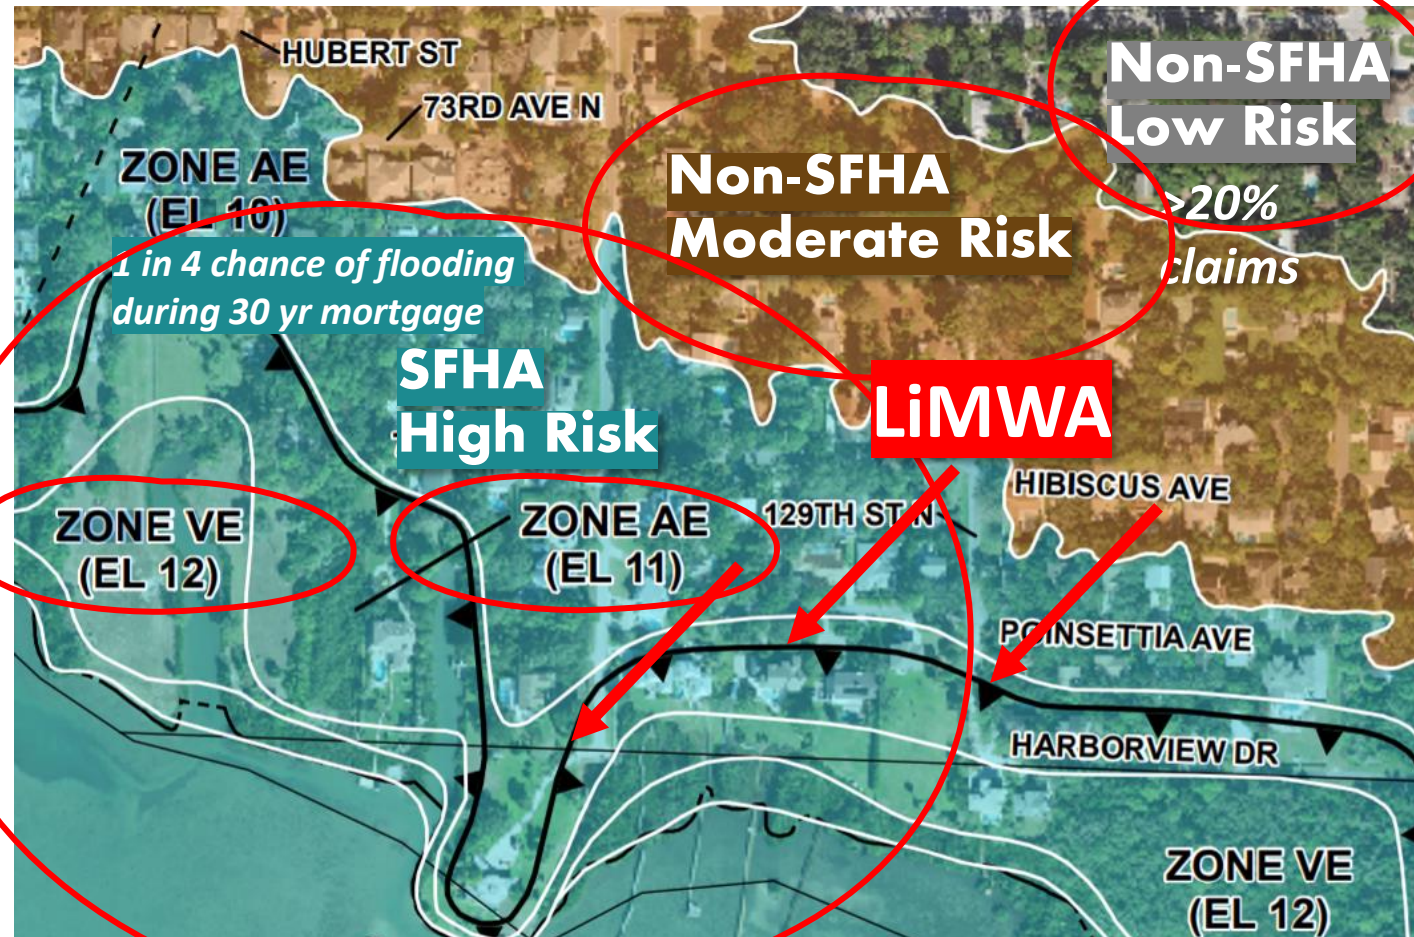 HUBERT ST
73RD AVE N
Non-SFHA
Low Risk
>20%
claims
Non-SFHA
Moderate Risk
ZONE AE
(EL 10)
1 in 4 chance of flooding
during 30 yr mortgage
SFHA
High Risk
LiMWA
HIBISCUS AVE
ZONE VE
(EL 12)
ZONE AE
(EL 11)
129TH ST N
POINSETTIA AVE
HARBORVIEW DR
ZONE VE
(EL 12)